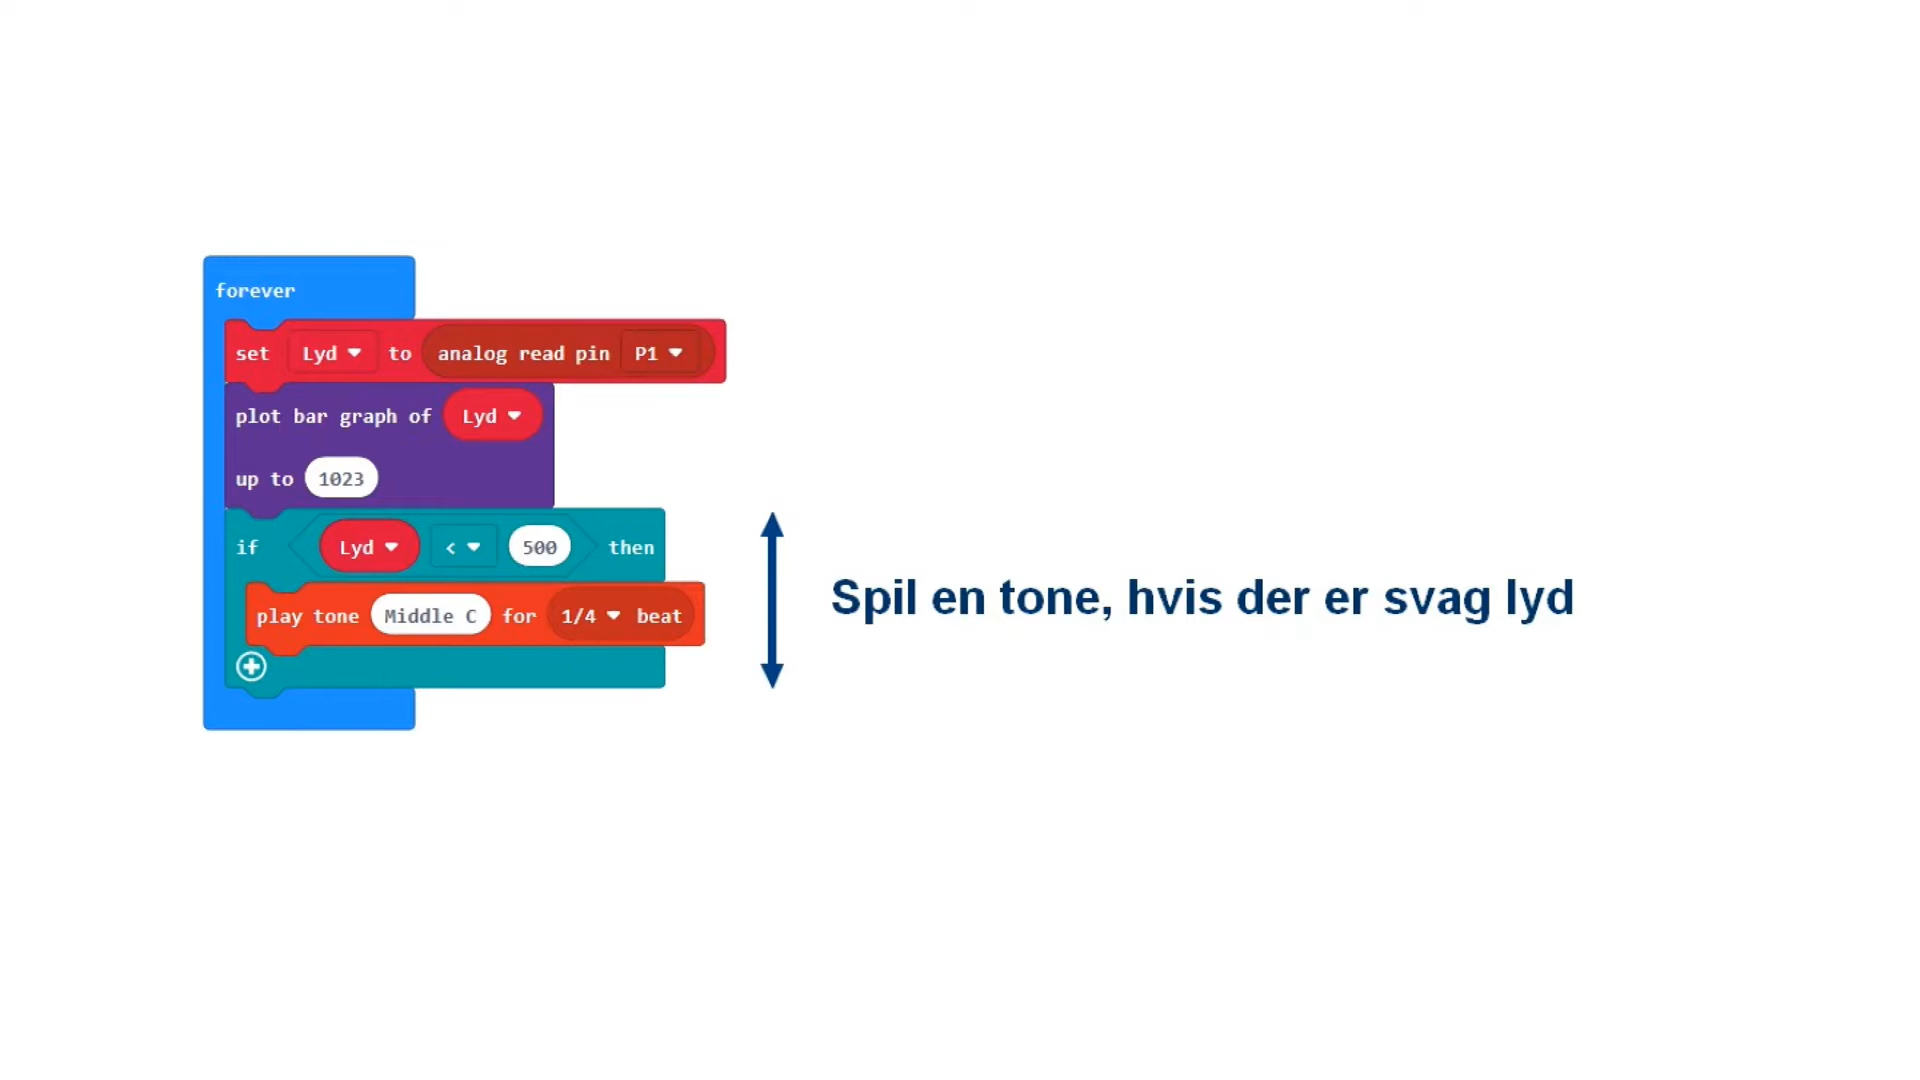 forever
set Lyd to analog read pin P1
plot bar graph of Lyd
up to 1023
if Lyd < 500 then
play tone Middle C for 1/4 beat
Spil en tone, hvis der er svag lyd